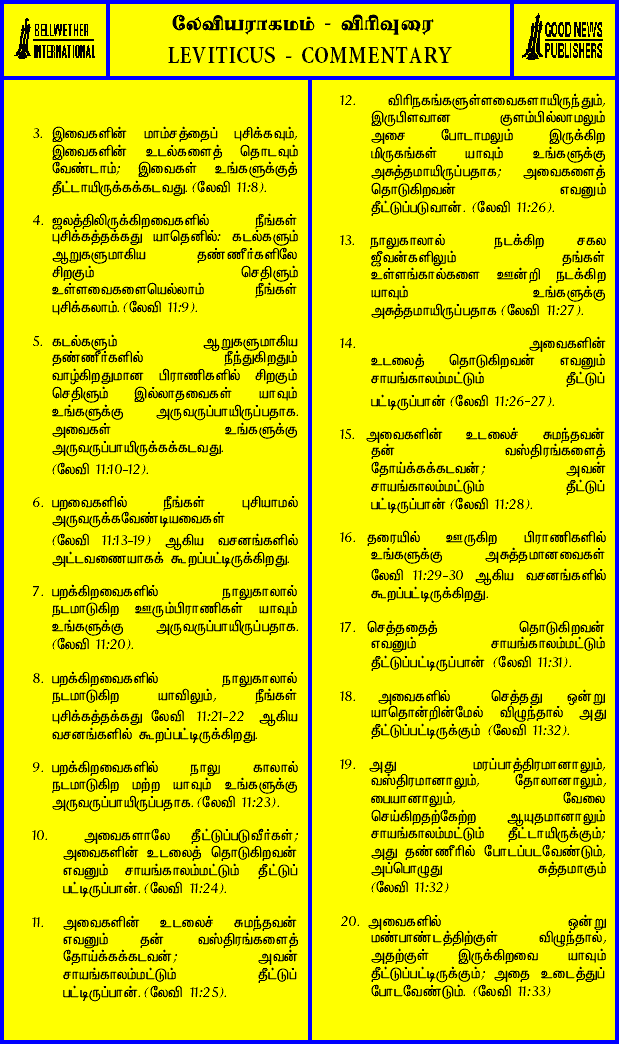 BELLWETHER
INTERNATIONAL
லேவியராகமம் - விரிவுரை
LEVITICUS - COMMENTARY
GOOD NEWS
PUBLISHERS
3. இவைகளின் மாம்சத்தைப் புசிக்கவும்,
இவைகளின் உடல்களைத் தொடவும்
வேண்டாம்; இவைகள் உங்களுக்குத்
தீட்டாயிருக்கக்கடவது. (லேவி 11:8).
4. ஜலத்திலிருக்கிறவைகளில் நீங்கள்
புசிக்கத்தக்கது யாதெனில்: கடல்களும்
ஆறுகளுமாகிய தண்ணீர்களிலே
சிறகும் செதிளும்
உள்ளவைகளையெல்லாம் நீங்கள்
புசிக்கலாம். (லேவி 11:9).
5. கடல்களும் ஆறுகளுமாகிய
தண்ணீர்களில் நீந்துகிறதும்
வாழ்கிறதுமான பிராணிகளில் சிறகும்
செதிளும் இல்லாதவைகள் யாவும்
உங்களுக்கு அருவருப்பாயிருப்பதாக.
அவைகள் உங்களுக்கு
அருவருப்பாயிருக்கக்கடவது.
(லேவி 11:10-12).
6. பறவைகளில் நீங்கள் புசியாமல்
அருவருக்கவேண்டியவைகள்
(லேவி 11:13-19) ஆகிய வசனங்களில்
அட்டவணையாகக் கூறப்பட்டிருக்கிறது.
7. பறக்கிறவைகளில் நாலுகாலால்
நடமாடுகிற ஊரும்பிராணிகள் யாவும்
உங்களுக்கு அருவருப்பாயிருப்பதாக.
(லேவி 11:20).
8. பறக்கிறவைகளில் நாலுகாலால்
நடமாடுகிற யாவிலும், நீங்கள்
புசிக்கத்தக்கது லேவி 11:21-22 ஆகிய
வசனங்களில் கூறப்பட்டிருக்கிறது.
9. பறக்கிறவைகளில் நாலு காலால்
நடமாடுகிற மற்ற யாவும் உங்களுக்கு
அருவருப்பாயிருப்பதாக. (லேவி 11:23).
10. அவைகளாலே தீட்டுப்படுவீர்கள்;
அவைகளின் உடலைத் தொடுகிறவன்
எவனும் சாயங்காலம்மட்டும் தீட்டுப்
பட்டிருப்பான். (லேவி 11:24).
11. அவைகளின் உடலைச் சுமந்தவன்
எவனும் தன் வஸ்திரங்களைத்
தோய்க்கக்கடவன்; அவன்
சாயங்காலம்மட்டும் தீட்டுப்
பட்டிருப்பான். (லேவி 11:25).
12. விரிநகங்களுள்ளவைகளாயிருந்தும்,
இருபிளவான குளம்பில்லாமலும்
அசை போடாமலும் இருக்கிற
மிருகங்கள் யாவும் உங்களுக்கு
அசுத்தமாயிருப்பதாக; அவைகளைத்
தொடுகிறவன் எவனும்
தீட்டுப்படுவான். (லேவி 11:26).
13. நாலுகாலால் நடக்கிற சகல
ஜீவன்களிலும் தங்கள்
உள்ளங்கால்களை ஊன்றி நடக்கிற
யாவும் உங்களுக்கு
அசுத்தமாயிருப்பதாக (லேவி 11:27).
14. அவைகளின்
உடலைத் தொடுகிறவன் எவனும்
சாயங்காலம்மட்டும் தீட்டுப்
பட்டிருப்பான் (லேவி 11:26-27).
15. அவைகளின் உடலைச் சுமந்தவன்
தன் வஸ்திரங்களைத்
தோய்க்கக்கடவன்; அவன்
சாயங்காலம்மட்டும் தீட்டுப்
பட்டிருப்பான் (லேவி 11:28).
16. தரையில் ஊருகிற பிராணிகளில்
உங்களுக்கு அசுத்தமானவைகள்
லேவி 11:29-30 ஆகிய வசனங்களில்
கூறப்பட்டிருக்கிறது.
17. செத்ததைத் தொடுகிறவன்
எவனும் சாயங்காலம்மட்டும்
தீட்டுப்பட்டிருப்பான் (லேவி 11:31).
18. அவைகளில் செத்தது ஒன்று
யாதொன்றின்மேல் விழுந்தால் அது
தீட்டுப்பட்டிருக்கும் (லேவி 11:32).
19. அது மரப்பாத்திரமானாலும்,
வஸ்திரமானாலும், தோலானாலும்,
பையானாலும், வேலை
செய்கிறதற்கேற்ற ஆயுதமானாலும்
சாயங்காலம்மட்டும் தீட்டாயிருக்கும்;
அது தண்ணீரில் போடப்படவேண்டும்,
அப்பொழுது சுத்தமாகும்
(லேவி 11:32)
20. அவைகளில் ஒன்று
மண்பாண்டத்திற்குள் விழுந்தால்,
அதற்குள் இருக்கிறவை யாவும்
தீட்டுப்பட்டிருக்கும்; அதை உடைத்துப்
போடவேண்டும். (லேவி 11:33)